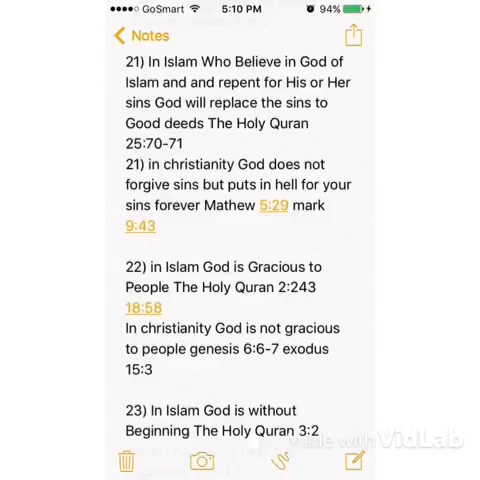 GoSmart 5:10 PM 94%
Notes
21) In Islam Who Believe in God of
Islam and and repent for His or Her
sins God will replace the sins to
Good deeds The Holy Quran
25:70-71
21) in christianity God does not
forgive sins but puts in hell for your
sins forever Mathew 5:29 mark
9:43
22) in Islam God is Gracious to
People The Holy Quran 2:243
18:58
In christianity God is not gracious
to people genesis 6:6-7 exodus
15:3
23) In Islam God is without
Beginning The Holy Quran 3:2
Made with VidLab